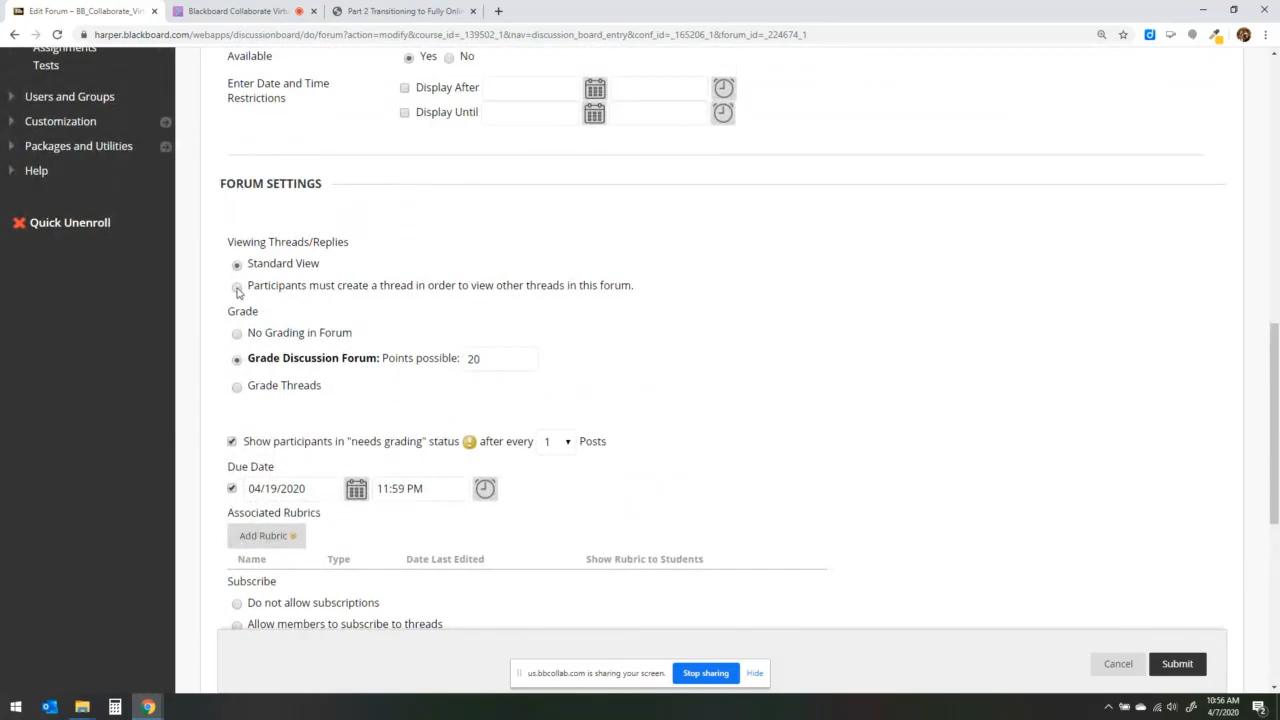 Edit Forum – BB_Collaborate_Vir
Blackboard Collaborate Virtu
Part 2 Transitioning to Fully Onli
harper.blackboard.com/webapps/discussionboard/do/forum?action=modify&course_id=_139502_1&nav=discussion_board_entry&conf_id=_165206_1&forum_id=_224674_1
Assignments
Tests
Users and Groups
Customization
Packages and Utilities
Help
Quick Unenroll
Available
Yes
No
Enter Date and Time
Restrictions
Display After
Display Until
FORUM SETTINGS
Viewing Threads/Replies
Standard View
Participants must create a thread in order to view other threads in this forum.
Grade
No Grading in Forum
Grade Discussion Forum: Points possible: 20
Grade Threads
Show participants in "needs grading" status after every 1 Posts
Due Date
04/19/2020 11:59 PM
Associated Rubrics
Add Rubric
Name Type Date Last Edited Show Rubric to Students
Subscribe
Do not allow subscriptions
Allow members to subscribe to threads
Cancel
Submit
us.bbcollab.com is sharing your screen.
Stop sharing
Hide
10:56 AM
4/7/2020
2